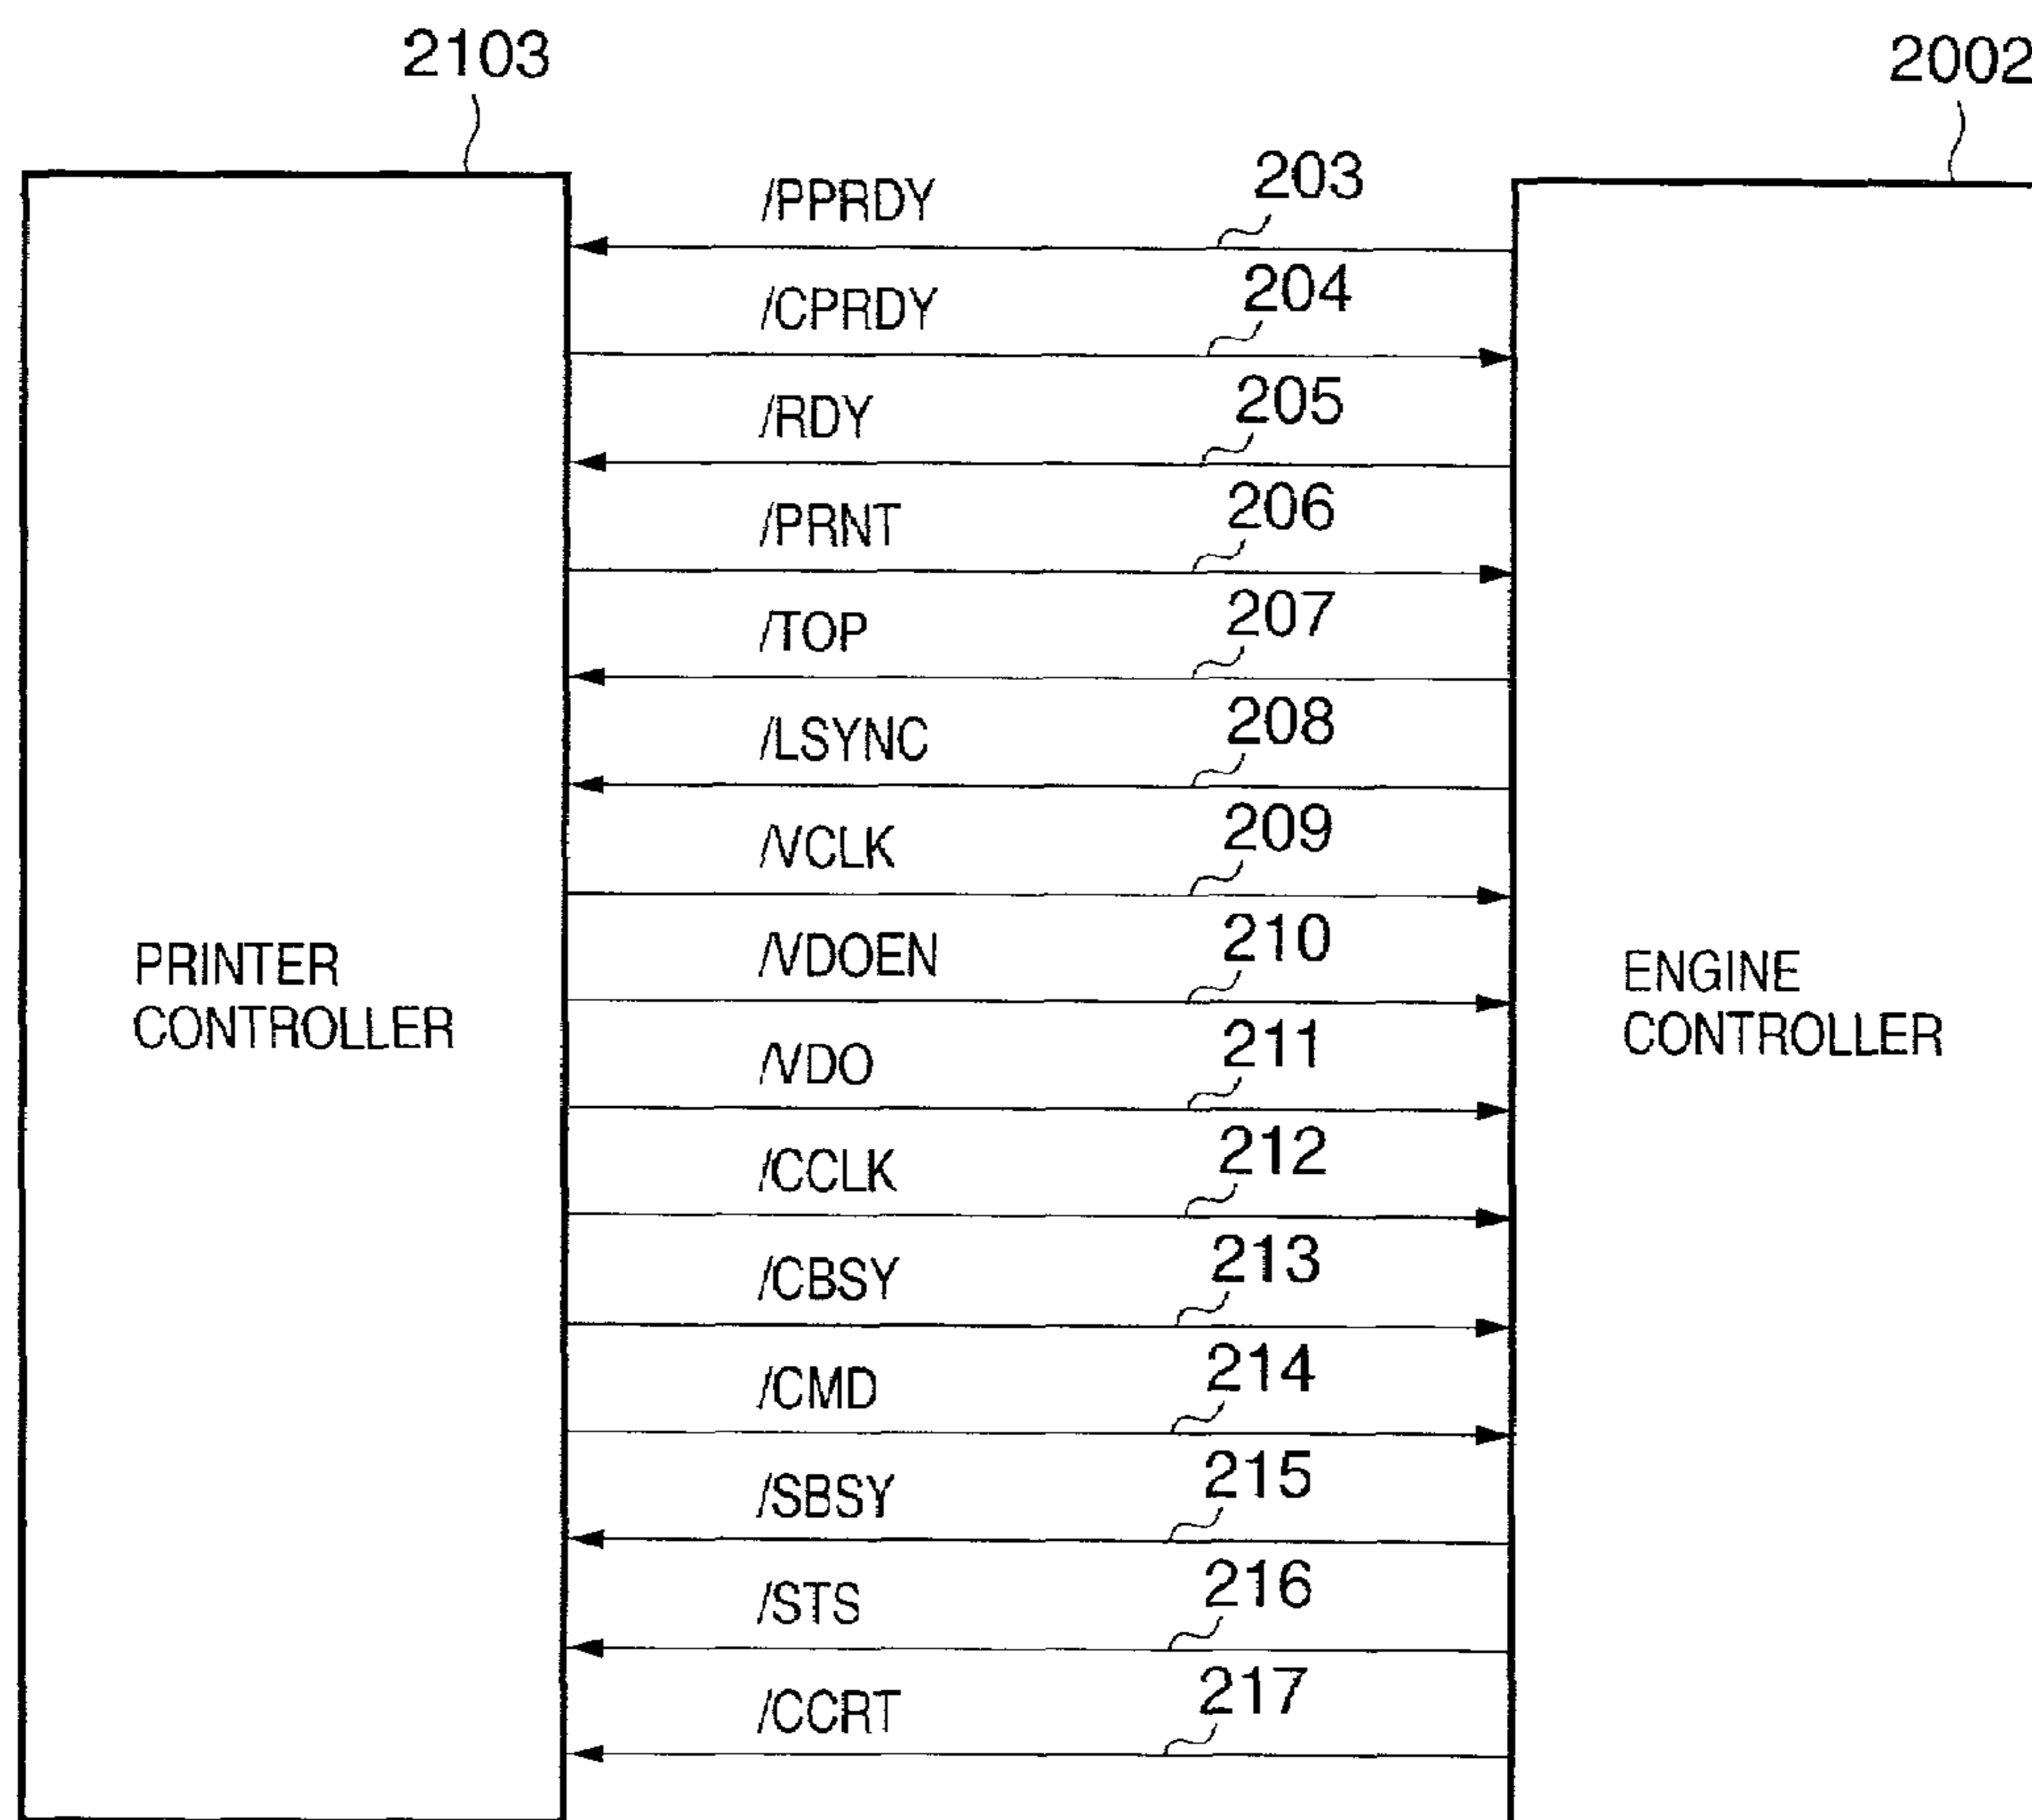 2103
2002
/PPRDY
203
/CPRDY
204
/RDY
205
/PRNT
206
/TOP
207
/LSYNC
208
/VCLK
209
/VDOEN
210
/VDO
211
/CCLK
212
/CBSY
213
/CMD
214
/SBSY
215
/STS
216
/CCRT
217
PRINTER
CONTROLLER
ENGINE
CONTROLLER